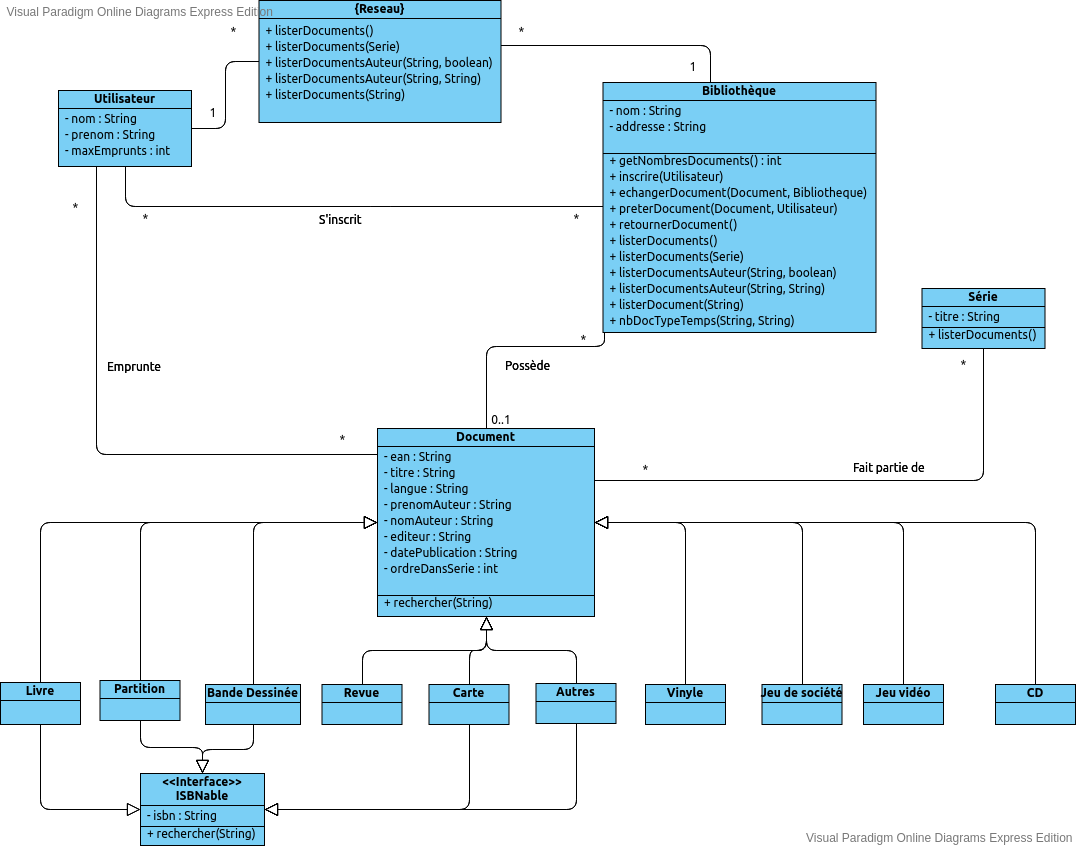 Visual Paradigm Online Diagrams Express Edition
{Reseau}
+ listerDocuments()
+ listerDocuments(Serie)
+ listerDocumentsAuteur(String, boolean)
+ listerDocumentsAuteur(String, String)
+ listerDocuments(String)
*
*
1
1
Utilisateur
- nom : String
- prenom : String
- maxEmprunts : int
Bibliothèque
- nom : String
- addresse : String
+ getNombresDocuments() : int
+ inscrire(Utilisateur)
+ echangerDocument(Document, Bibliotheque)
+ preterDocument(Document, Utilisateur)
+ retournerDocument()
+ listerDocuments()
+ listerDocuments(Serie)
+ listerDocumentsAuteur(String, boolean)
+ listerDocumentsAuteur(String, String)
+ listerDocument(String)
+ nbDocTypeTemps(String, String)
*
*
S'inscrit
*
Série
- titre : String
+ listerDocuments()
*
Emprunte
*
Possède
0..1
*
*
Fait partie de
Document
- ean : String
- titre : String
- langue : String
- prenomAuteur : String
- nomAuteur : String
- editeur : String
- datePublication : String
- ordreDansSerie : int
+ rechercher(String)
Livre
Partition
Bande Dessinée
Revue
Carte
Autres
Vinyle
Jeu de société
Jeu vidéo
CD
<<Interface>>
ISBNable
- isbn : String
+ rechercher(String)
Visual Paradigm Online Diagrams Express Edition